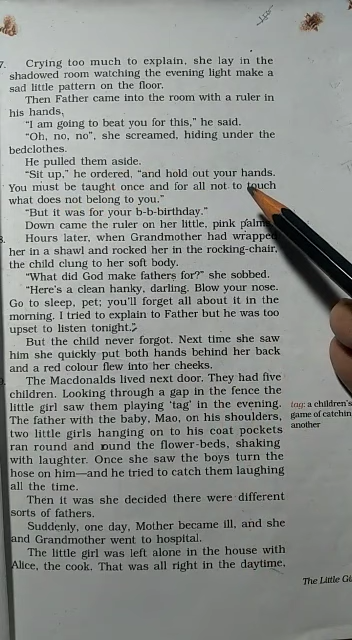 7. Crying too much to explain, she lay in the
shadowed room watching the evening light make a
sad little pattern on the floor.
Then Father came into the room with a ruler in
his hands.
“I am going to beat you for this,” he said.
“Oh, no, no”, she screamed, hiding under the
bedclothes.
He pulled them aside.
“Sit up,” he ordered, “and hold out your hands.
You must be taught once and for all not to touch
what does not belong to you.”
“But it was for your b-b-birthday.”
Down came the ruler on her little, pink palms.
8. Hours later, when Grandmother had wrapped
her in a shawl and rocked her in the rocking-chair,
the child clung to her soft body.
“What did God make fathers for?” she sobbed.
“Here's a clean hanky, darling. Blow your nose.
Go to sleep, pet; you'll forget all about it in the
morning. I tried to explain to Father but he was too
upset to listen tonight.”
But the child never forgot. Next time she saw
him she quickly put both hands behind her back
and a red colour flew into her cheeks.
The Macdonalds lived next door. They had five
children. Looking through a gap in the fence the
little girl saw them playing 'tag' in the evening.
The father with the baby, Mao, on his shoulders,
two little girls hanging on to his coat pockets
ran round and round the flower-beds, shaking
with laughter. Once she saw the boys turn the
hose on him—and he tried to catch them laughing
all the time.
tag: a children's
game of catchin
another
Then it was she decided there were different
sorts of fathers.
Suddenly, one day, Mother became ill, and she
and Grandmother went to hospital.
The little girl was left alone in the house with
Alice, the cook. That was all right in the daytime,
The Little Gi